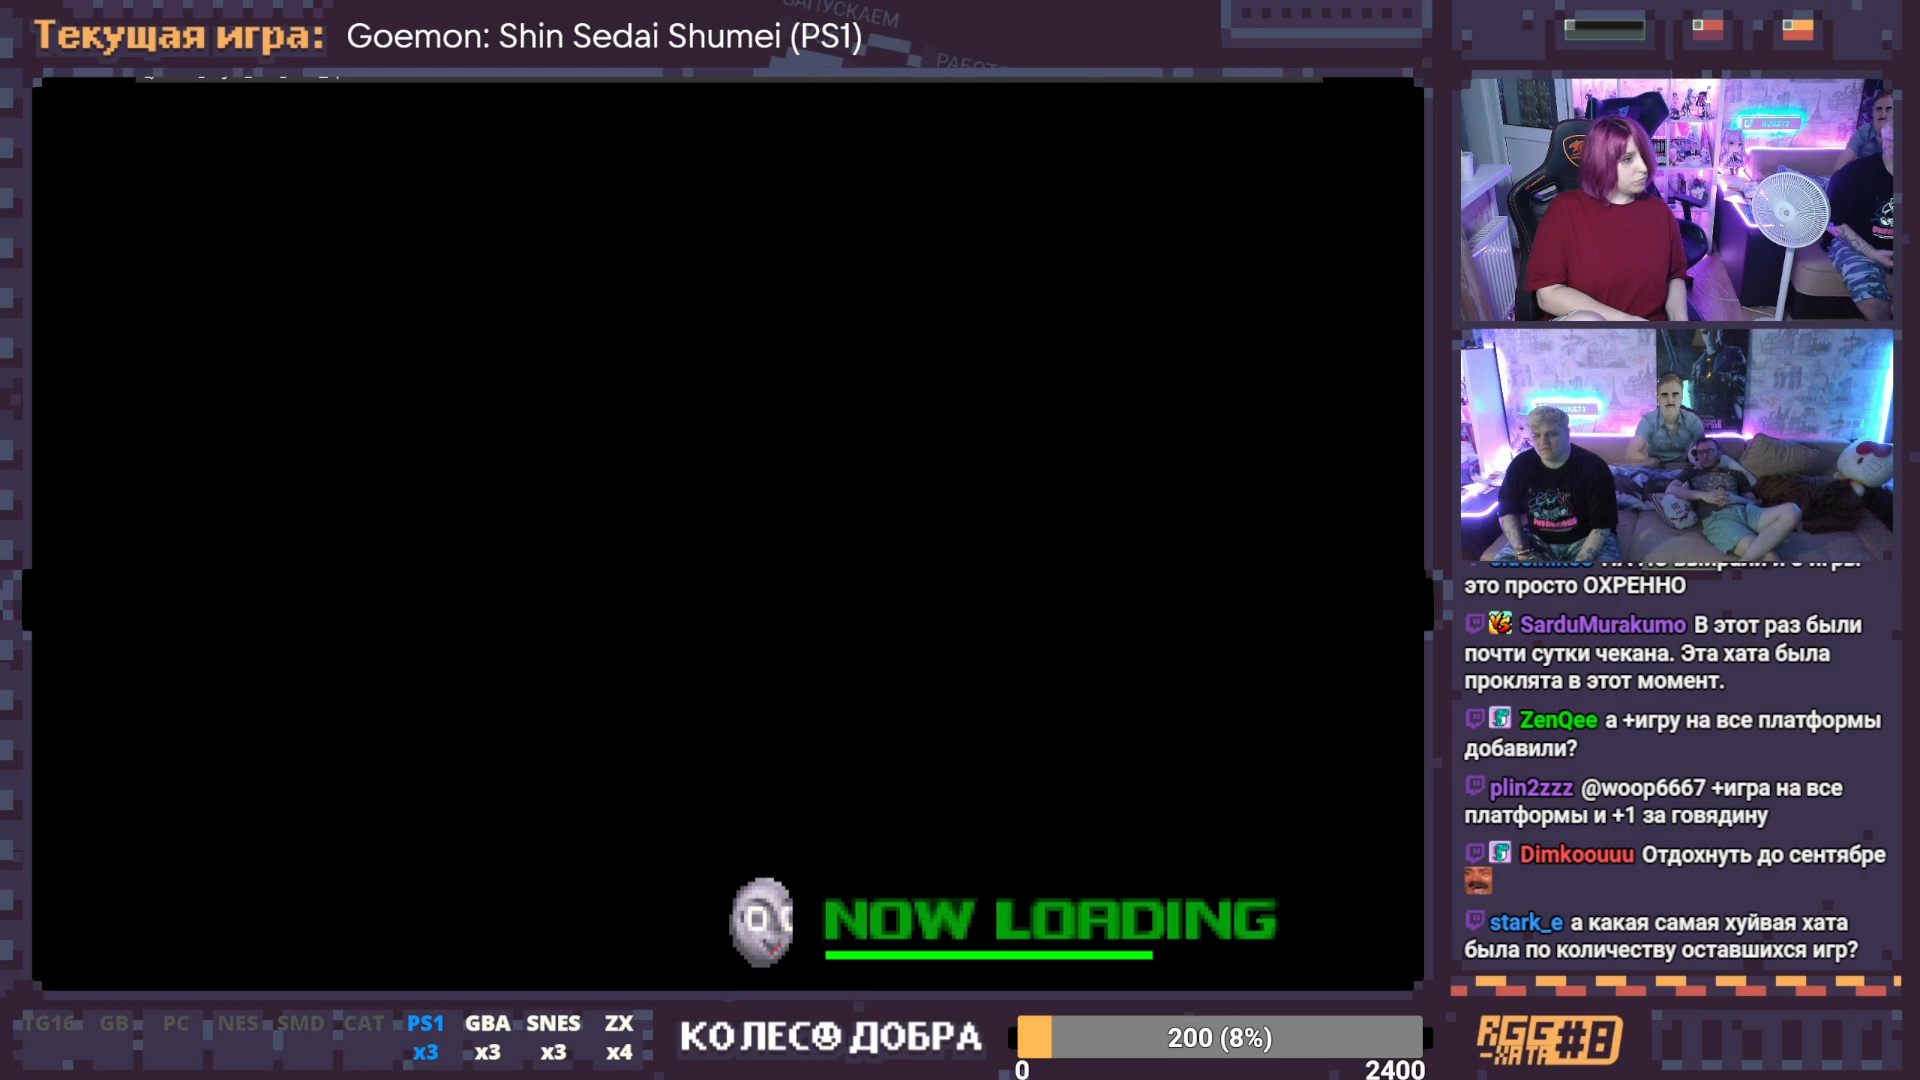 ЗАПУСКАЕМ
Текущая игра: Goemon: Shin Sedai Shumei (PS1)
это просто ОХРЕННО
SarduMurakumo В этот раз были
почти сутки чекана. Эта хата была
проклята в этот момент.
ZenQee а +игру на все платформы
добавили?
plin2zzz @woop6667 +игра на все
платформы и +1 за говядину
Dimkoouuu Отдохнуть до сентябре
stark_e а какая самая хуйвая хата
была по количеству оставшихся игр?
NOW LOADING
TG16 GB PC NES SMD CAT PS1 GBA SNES ZX
x3 x3 x3 x4
КОЛЕСО ДОБРА
200 (8%)
0 2400
RGG
-ХАТА #8